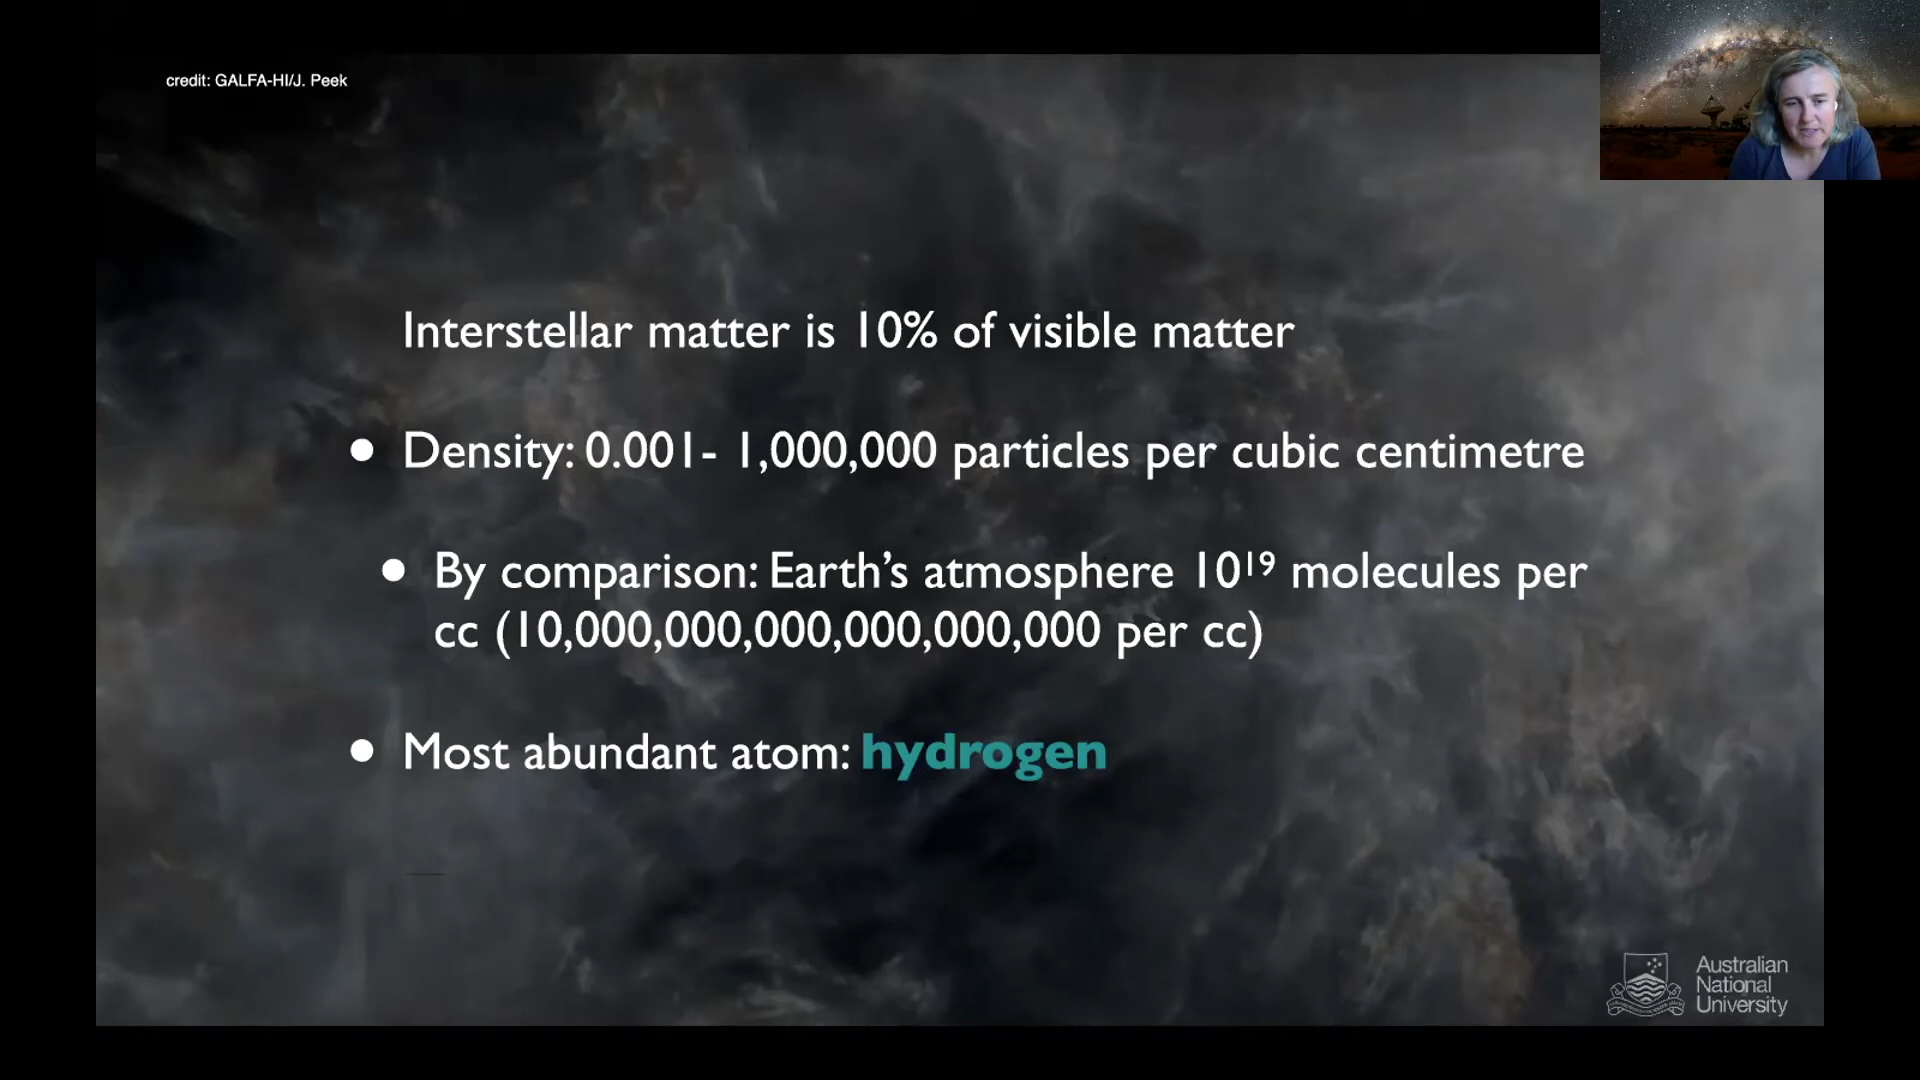 credit: GALFA-HI/J. Peek
Interstellar matter is 10% of visible matter
• Density: 0.001- 1,000,000 particles per cubic centimetre
• By comparison: Earth’s atmosphere 10¹⁹ molecules per
cc (10,000,000,000,000,000,000 per cc)
• Most abundant atom: hydrogen
Australian
National
University